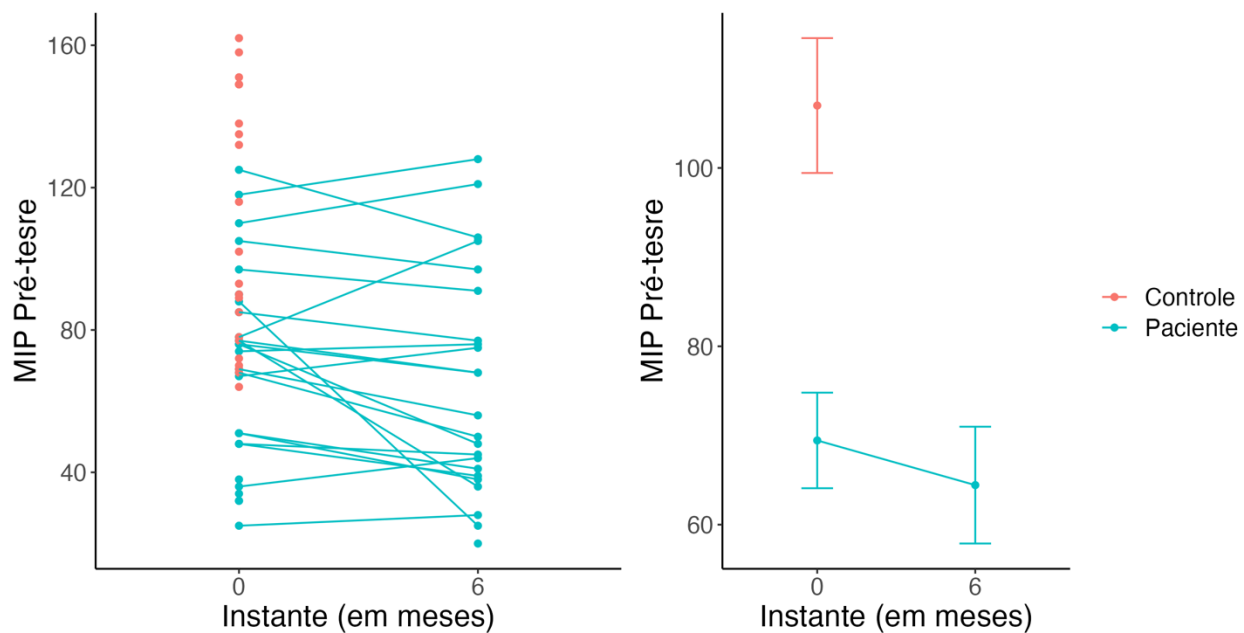 MIP Pré-tesre
160
120
80
40
0
6
Instante (em meses)
MIP Pré-tesre
100
80
60
0
6
Instante (em meses)
Controle
Paciente